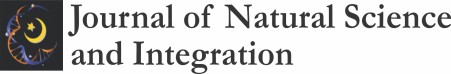 Journal of Natural Science
and Integration